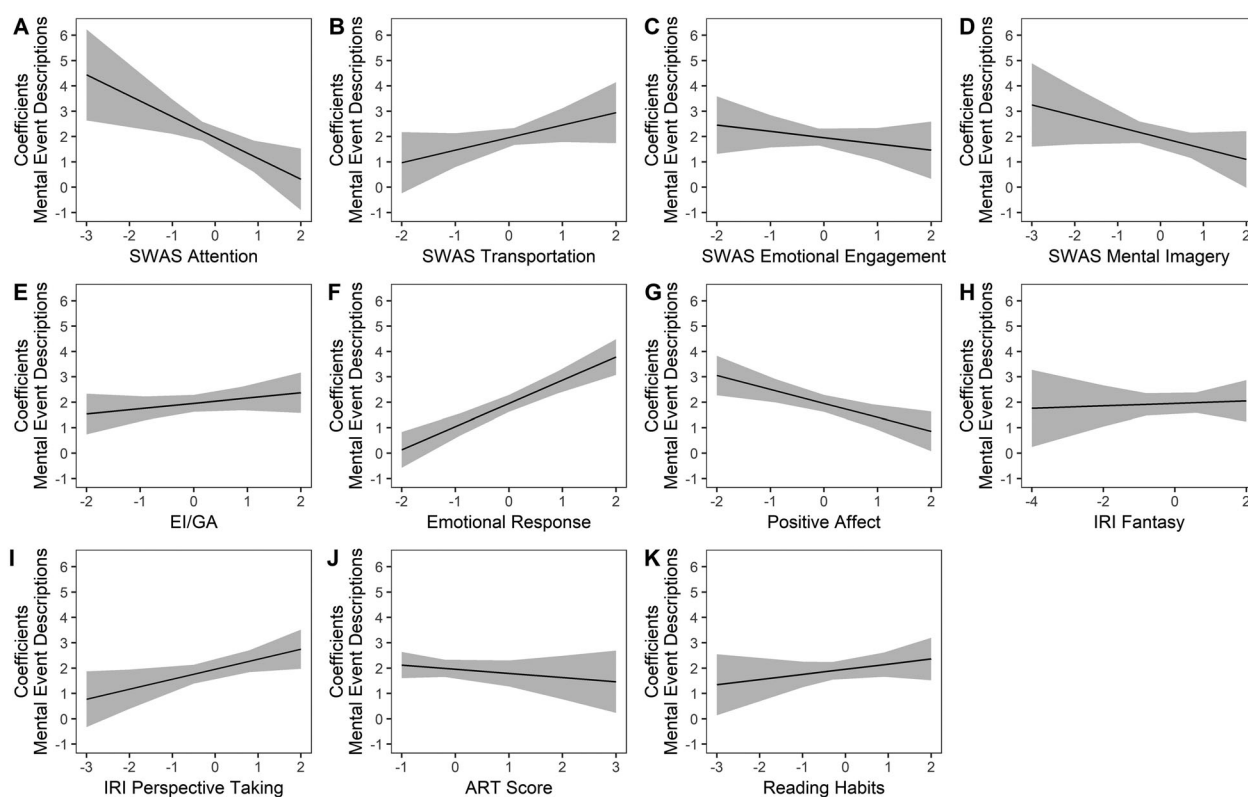 A
Coefficients
Mental Event Descriptions
6
5
4
3
2
1
0
-1
-3 -2 -1 0 1 2
SWAS Attention
B
Coefficients
Mental Event Descriptions
6
5
4
3
2
1
0
-1
-2 -1 0 1 2
SWAS Transportation
C
Coefficients
Mental Event Descriptions
6
5
4
3
2
1
0
-1
-2 -1 0 1 2
SWAS Emotional Engagement
D
Coefficients
Mental Event Descriptions
6
5
4
3
2
1
0
-1
-3 -2 -1 0 1 2
SWAS Mental Imagery
E
Coefficients
Mental Event Descriptions
6
5
4
3
2
1
0
-1
-2 -1 0 1 2
EI/GA
F
Coefficients
Mental Event Descriptions
6
5
4
3
2
1
0
-1
-2 -1 0 1 2
Emotional Response
G
Coefficients
Mental Event Descriptions
6
5
4
3
2
1
0
-1
-2 -1 0 1 2
Positive Affect
H
Coefficients
Mental Event Descriptions
6
5
4
3
2
1
0
-1
-4 -2 0 2
IRI Fantasy
I
Coefficients
Mental Event Descriptions
6
5
4
3
2
1
0
-1
-3 -2 -1 0 1 2
IRI Perspective Taking
J
Coefficients
Mental Event Descriptions
6
5
4
3
2
1
0
-1
-1 0 1 2 3
ART Score
K
Coefficients
Mental Event Descriptions
6
5
4
3
2
1
0
-1
-3 -2 -1 0 1 2
Reading Habits